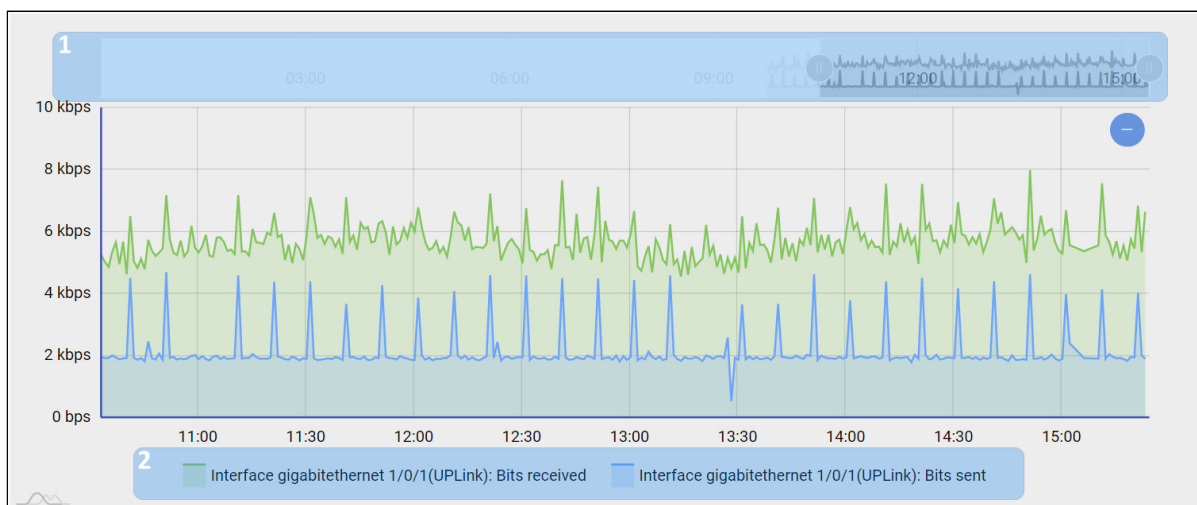 1
03:00 06:00 09:00 12:00 15:00
10 kbps
8 kbps
6 kbps
4 kbps
2 kbps
0 bps
11:00 11:30 12:00 12:30 13:00 13:30 14:00 14:30 15:00
2
Interface gigabitethernet 1/0/1(UPLink): Bits received Interface gigabitethernet 1/0/1(UPLink): Bits sent